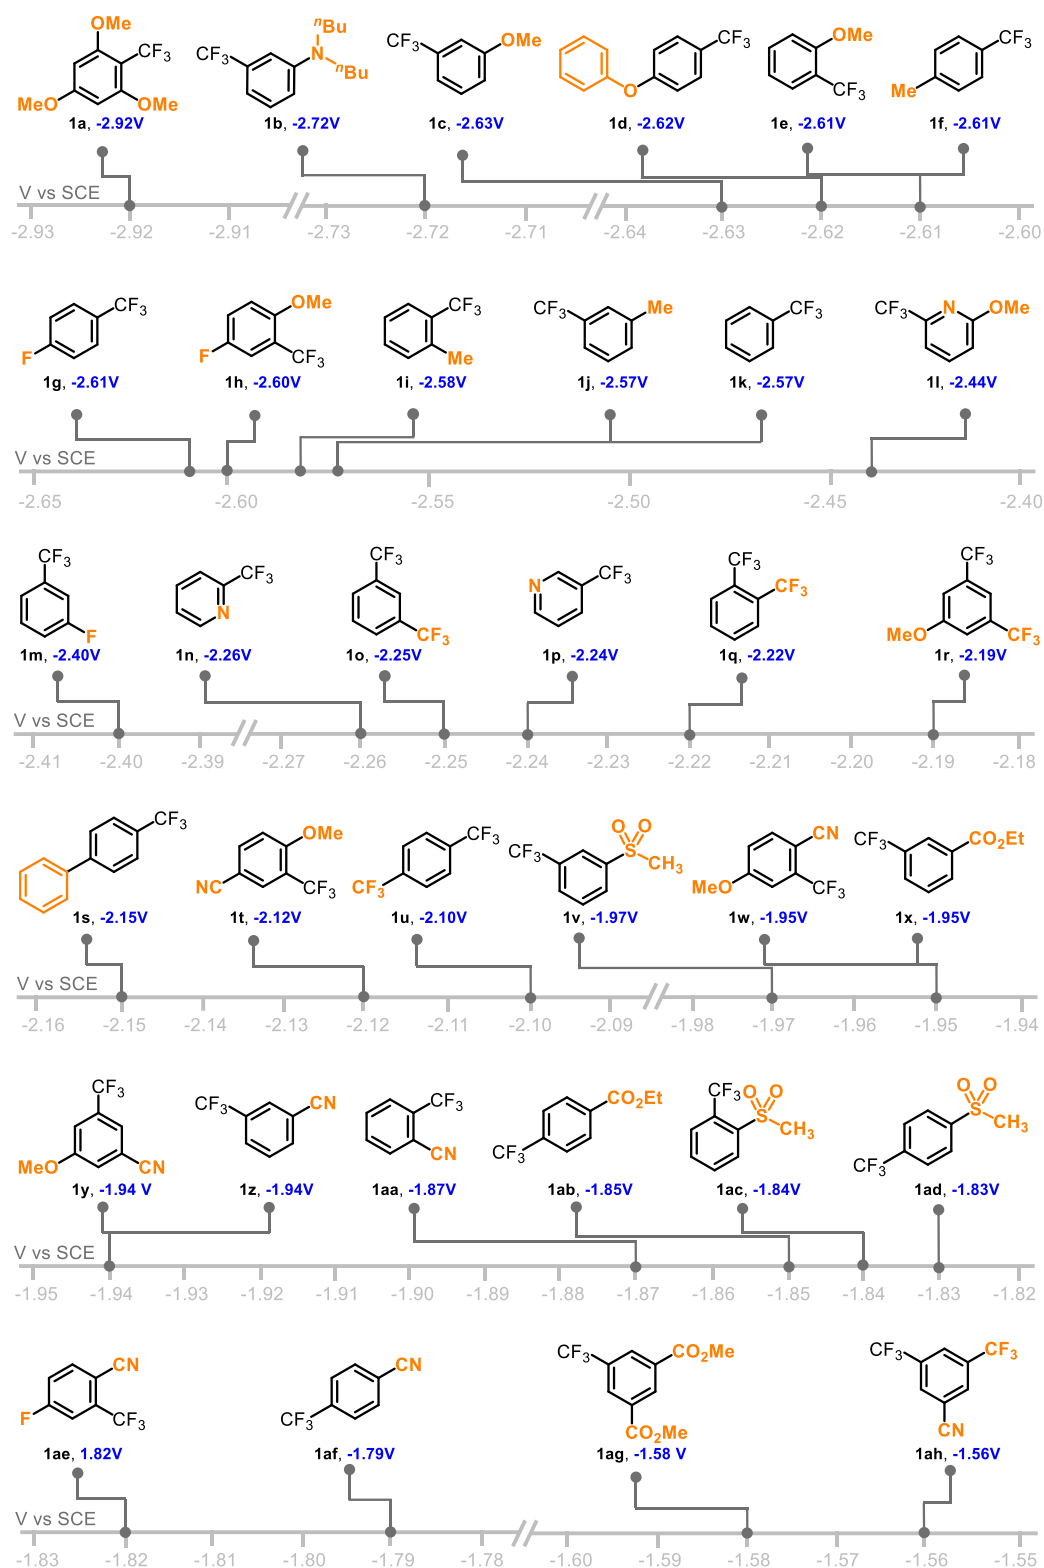 OMe
CF3
MeO
OMe
1a, -2.92V
nBu
CF3
N
nBu
1b, -2.72V
CF3
OMe
1c, -2.63V
CF3
O
1d, -2.62V
OMe
CF3
1e, -2.61V
CF3
Me
1f, -2.61V
V vs SCE
-2.93 -2.92 -2.91 -2.73 -2.72 -2.71 -2.64 -2.63 -2.62 -2.61 -2.60
CF3
F
1g, -2.61V
OMe
F
CF3
1h, -2.60V
CF3
Me
1i, -2.58V
CF3
Me
1j, -2.57V
CF3
1k, -2.57V
CF3
N
OMe
1l, -2.44V
V vs SCE
-2.65 -2.60 -2.55 -2.50 -2.45 -2.40
CF3
F
1m, -2.40V
CF3
N
1n, -2.26V
CF3
CF3
1o, -2.25V
N
CF3
1p, -2.24V
CF3
CF3
1q, -2.22V
CF3
MeO
CF3
1r, -2.19V
V vs SCE
-2.41 -2.40 -2.39 -2.27 -2.26 -2.25 -2.24 -2.23 -2.22 -2.21 -2.20 -2.19 -2.18
CF3
1s, -2.15V
OMe
NC
CF3
1t, -2.12V
CF3
CF3
1u, -2.10V
O O
CF3
S
CH3
1v, -1.97V
CN
MeO
CF3
1w, -1.95V
CF3
CO2Et
1x, -1.95V
V vs SCE
-2.16 -2.15 -2.14 -2.13 -2.12 -2.11 -2.10 -2.09 -1.98 -1.97 -1.96 -1.95 -1.94
CF3
MeO
CN
1y, -1.94 V
CF3
CN
1z, -1.94V
CF3
CN
1aa, -1.87V
CO2Et
CF3
1ab, -1.85V
CF3
O O
S
CH3
1ac, -1.84V
O O
S
CH3
CF3
1ad, -1.83V
V vs SCE
-1.95 -1.94 -1.93 -1.92 -1.91 -1.90 -1.89 -1.88 -1.87 -1.86 -1.85 -1.84 -1.83 -1.82
CN
F
CF3
1ae, 1.82V
CN
CF3
1af, -1.79V
CF3
CO2Me
CO2Me
1ag, -1.58 V
CF3
CF3
CN
1ah, -1.56V
V vs SCE
-1.83 -1.82 -1.81 -1.80 -1.79 -1.78 -1.60 -1.59 -1.58 -1.57 -1.56 -1.55